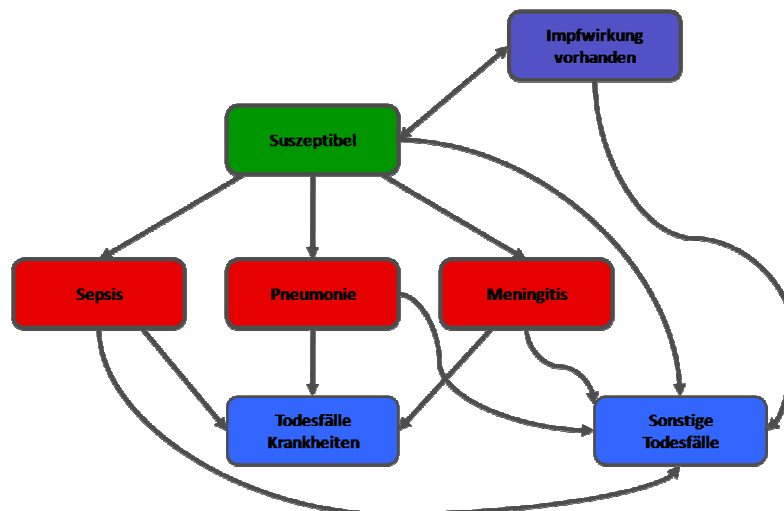 Impfwirkung
vorhanden
Suszeptibel
Sepsis
Pneumonie
Meningitis
Todesfälle
Krankheiten
Sonstige
Todesfälle